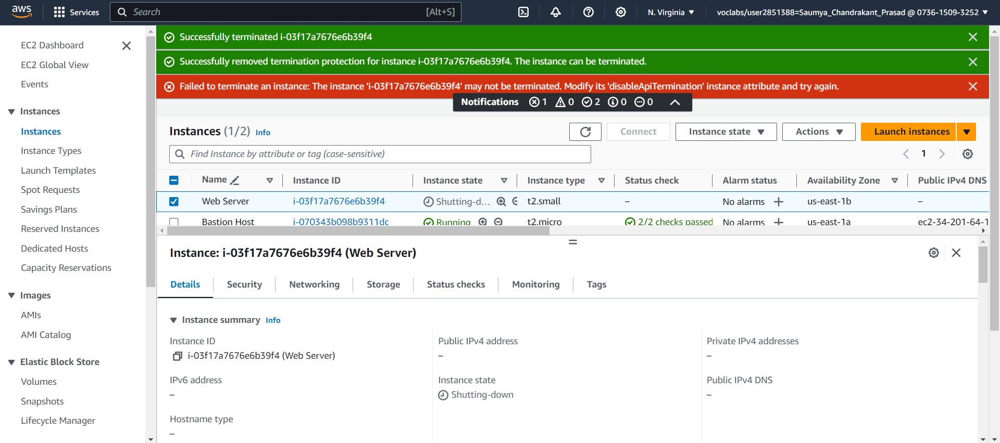 aws
Services
Search
[Alt+S]
N. Virginia
voclabs/user2851388=Saumya_Chandrakant_Prasad @ 0736-1509-3252
EC2 Dashboard
EC2 Global View
Events
Instances
Instances
Instance Types
Launch Templates
Spot Requests
Savings Plans
Reserved Instances
Dedicated Hosts
Capacity Reservations
Images
AMIs
AMI Catalog
Elastic Block Store
Volumes
Snapshots
Lifecycle Manager
Successfully terminated i-03f17a7676e6b39f4
Successfully removed termination protection for instance i-03f17a7676e6b39f4. The instance can be terminated.
Failed to terminate an instance: The instance 'i-03f17a7676e6b39f4' may not be terminated. Modify its 'disableApiTermination' instance attribute and try again.
Notifications 1 0 2 0 0
Instances (1/2) Info
Connect
Instance state
Actions
Launch instances
Find Instance by attribute or tag (case-sensitive)
1
Name Instance ID Instance state Instance type Status check Alarm status Availability Zone Public IPv4 DNS
Web Server i-03f17a7676e6b39f4 Shutting-d... t2.small – No alarms + us-east-1b –
Bastion Host i-070343b098b9311dc Running t2.micro 2/2 checks passed No alarms + us-east-1a ec2-34-201-64-1
Instance: i-03f17a7676e6b39f4 (Web Server)
Details Security Networking Storage Status checks Monitoring Tags
Instance summary Info
Instance ID
i-03f17a7676e6b39f4 (Web Server)
Public IPv4 address
–
Private IPv4 addresses
–
IPv6 address
–
Instance state
Shutting-down
Public IPv4 DNS
–
Hostname type
–